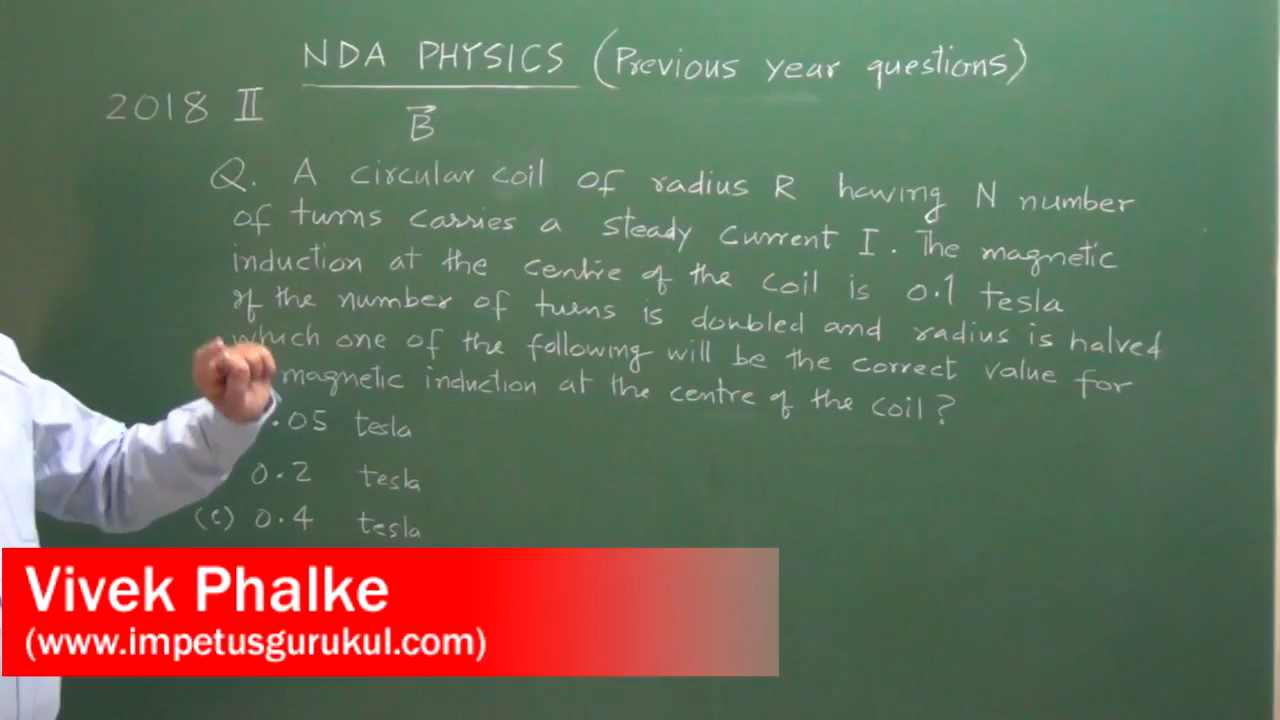 NDA PHYSICS (Previous year questions)
2018 II
B
Q. A circular coil of radius R having N number
of turns carries a steady current I. The magnetic
induction at the centre of the coil is 0.1 tesla
If the number of turns is doubled and radius is halved
which one of the following will be the correct value for
magnetic induction at the centre of the coil?
.05 tesla
0.2 tesla
(c) 0.4 tesla
Vivek Phalke
(www.impetusgurukul.com)